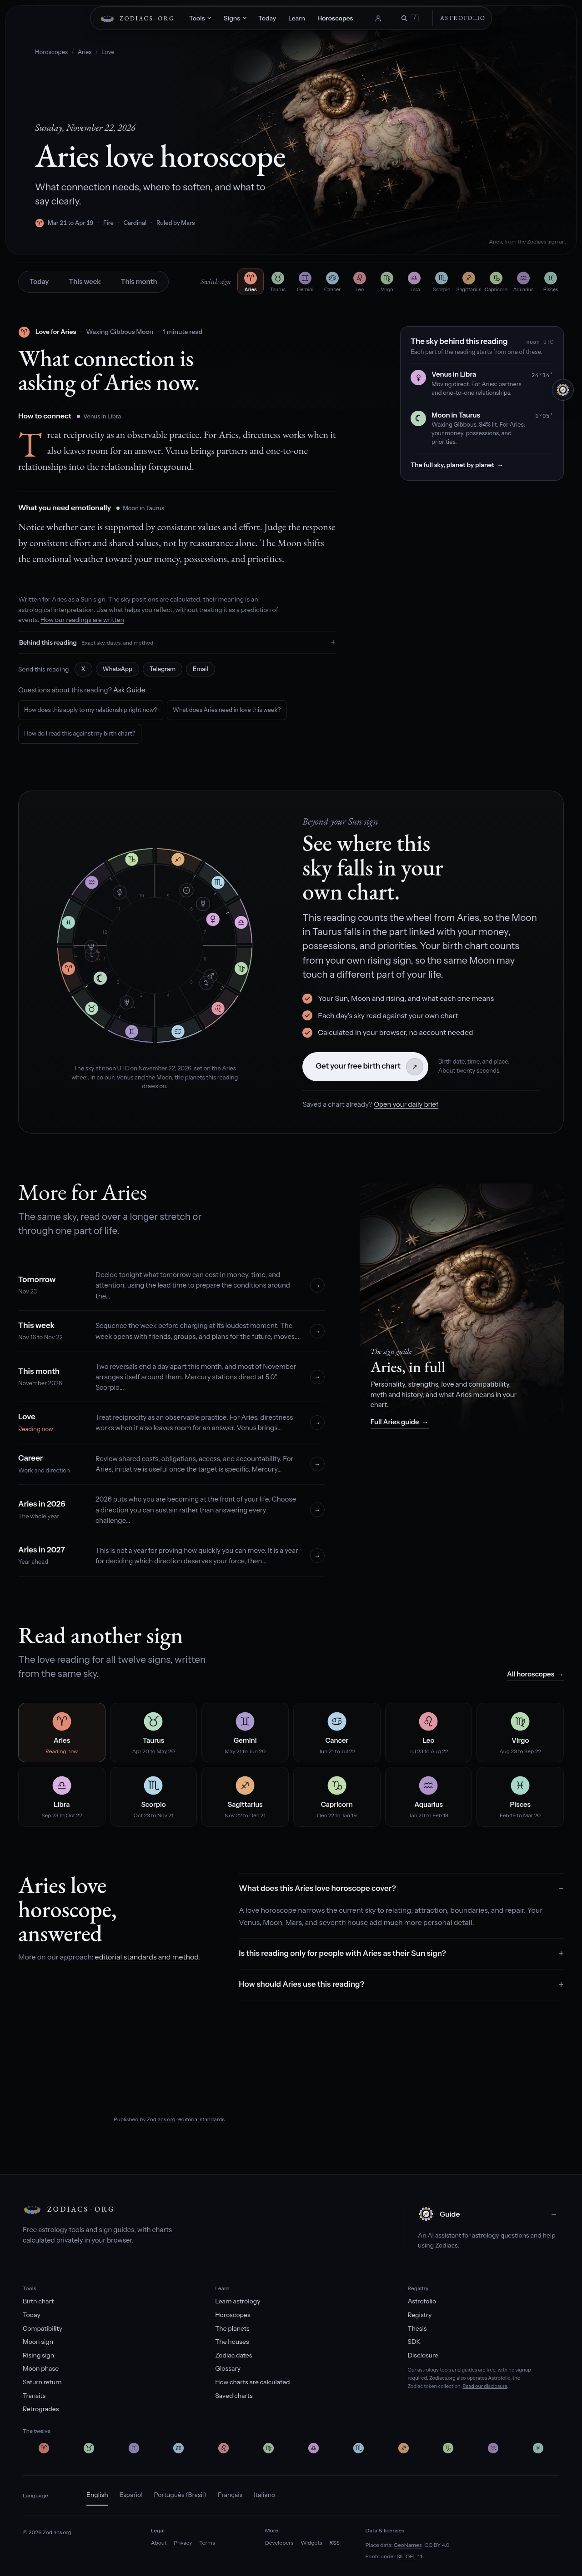 ZODIACS·ORG
Tools
Signs
Today
Learn
Horoscopes
/
ASTROFOLIO
Horoscopes / Aries / Love
Sunday, November 22, 2026
Aries love horoscope
What connection needs, where to soften, and what to
say clearly.
Mar 21 to Apr 19 · Fire · Cardinal · Ruled by Mars
Aries, from the Zodiacs sign art
Today
This week
This month
Switch sign
Aries
Taurus
Gemini
Cancer
Leo
Virgo
Libra
Scorpio
Sagittarius
Capricorn
Aquarius
Pisces
Love for Aries · Waxing Gibbous Moon · 1 minute read
What connection is
asking of Aries now.
How to connect
Venus in Libra
Treat reciprocity as an observable practice. For Aries, directness works when it
also leaves room for an answer. Venus brings partners and one-to-one
relationships into the relationship foreground.
What you need emotionally
Moon in Taurus
Notice whether care is supported by consistent values and effort. Judge the response
by consistent effort and shared values, not by reassurance alone. The Moon shifts
the emotional weather toward your money, possessions, and priorities.
Written for Aries as a Sun sign. The sky positions are calculated; their meaning is an
astrological interpretation. Use what helps you reflect, without treating it as a prediction of
events. How our readings are written
Behind this reading Exact sky, dates, and method
+
Send this reading
X
WhatsApp
Telegram
Email
Questions about this reading? Ask Guide
How does this apply to my relationship right now?
What does Aries need in love this week?
How do I read this against my birth chart?
The sky behind this reading
noon UTC
Each part of the reading starts from one of these.
Venus in Libra
24°14'
Moving direct. For Aries: partners
and one-to-one relationships.
Moon in Taurus
1°05'
Waxing Gibbous, 94% lit. For Aries:
your money, possessions, and
priorities.
The full sky, planet by planet →
Beyond your Sun sign
See where this
sky falls in your
own chart.
This reading counts the wheel from Aries, so the Moon
in Taurus falls in the part linked with your money,
possessions, and priorities. Your birth chart counts
from your own rising sign, so the same Moon may
touch a different part of your life.
Your Sun, Moon and rising, and what each one means
Each day's sky read against your own chart
Calculated in your browser, no account needed
Get your free birth chart ↗
Birth date, time, and place.
About twenty seconds.
Saved a chart already? Open your daily brief
The sky at noon UTC on November 22, 2026, set on the Aries
wheel. In colour: Venus and the Moon, the planets this reading
draws on.
More for Aries
The same sky, read over a longer stretch or
through one part of life.
Tomorrow
Nov 23
Decide tonight what tomorrow can cost in money, time, and
attention, using the lead time to prepare the conditions around
the...
→
This week
Nov 16 to Nov 22
Sequence the week before charging at its loudest moment. The
week opens with friends, groups, and plans for the future, moves...
→
This month
November 2026
Two reversals end a day apart this month, and most of November
arranges itself around them. Mercury stations direct at 5.0°
Scorpio...
→
Love
Reading now
Treat reciprocity as an observable practice. For Aries, directness
works when it also leaves room for an answer. Venus brings...
→
Career
Work and direction
Review shared costs, obligations, access, and accountability. For
Aries, initiative is useful once the target is specific. Mercury...
→
Aries in 2026
The whole year
2026 puts who you are becoming at the front of your life. Choose
a direction you can sustain rather than answering every
challenge...
→
Aries in 2027
Year ahead
This is not a year for proving how quickly you can move. It is a year
for deciding which direction deserves your force, then...
→
The sign guide
Aries, in full
Personality, strengths, love and compatibility,
myth and history, and what Aries means in your
chart.
Full Aries guide →
Read another sign
The love reading for all twelve signs, written
from the same sky.
All horoscopes →
Aries
Reading now
Taurus
Apr 20 to May 20
Gemini
May 21 to Jun 20
Cancer
Jun 21 to Jul 22
Leo
Jul 23 to Aug 22
Virgo
Aug 23 to Sep 22
Libra
Sep 23 to Oct 22
Scorpio
Oct 23 to Nov 21
Sagittarius
Nov 22 to Dec 21
Capricorn
Dec 22 to Jan 19
Aquarius
Jan 20 to Feb 18
Pisces
Feb 19 to Mar 20
Aries love
horoscope,
answered
More on our approach: editorial standards and method.
What does this Aries love horoscope cover?
−
A love horoscope narrows the current sky to relating, attraction, boundaries, and repair. Your
Venus, Moon, Mars, and seventh house add much more personal detail.
Is this reading only for people with Aries as their Sun sign?
+
How should Aries use this reading?
+
Published by Zodiacs.org · editorial standards
ZODIACS·ORG
Free astrology tools and sign guides, with charts
calculated privately in your browser.
Guide
→
An AI assistant for astrology questions and help
using Zodiacs.
Tools
Birth chart
Today
Compatibility
Moon sign
Rising sign
Moon phase
Saturn return
Transits
Retrogrades
Learn
Learn astrology
Horoscopes
The planets
The houses
Zodiac dates
Glossary
How charts are calculated
Saved charts
Registry
Astrofolio
Registry
Thesis
SDK
Disclosure
Our astrology tools and guides are free, with no signup
required. Zodiacs.org also operates Astrofolio, the
Zodiac token collection. Read our disclosure.
The twelve
Language
English
Español
Português (Brasil)
Français
Italiano
© 2026 Zodiacs.org
Legal
About
Privacy
Terms
More
Developers
Widgets
RSS
Data & licenses
Place data: GeoNames · CC BY 4.0
Fonts under SIL OFL 1.1